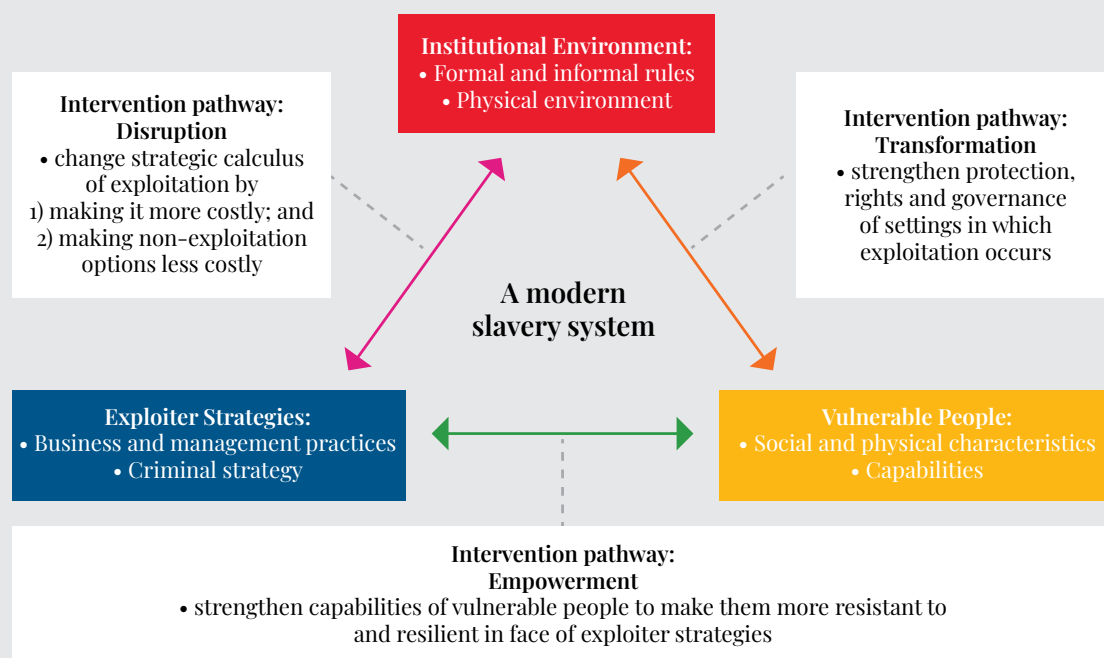 Institutional Environment:
• Formal and informal rules
• Physical environment
Intervention pathway:
Disruption
• change strategic calculus
of exploitation by
1) making it more costly; and
2) making non-exploitation
options less costly
Intervention pathway:
Transformation
• strengthen protection,
rights and governance
of settings in which
exploitation occurs
A modern
slavery system
Exploiter Strategies:
• Business and management practices
• Criminal strategy
Vulnerable People:
• Social and physical characteristics
• Capabilities
Intervention pathway:
Empowerment
• strengthen capabilities of vulnerable people to make them more resistant to
and resilient in face of exploiter strategies